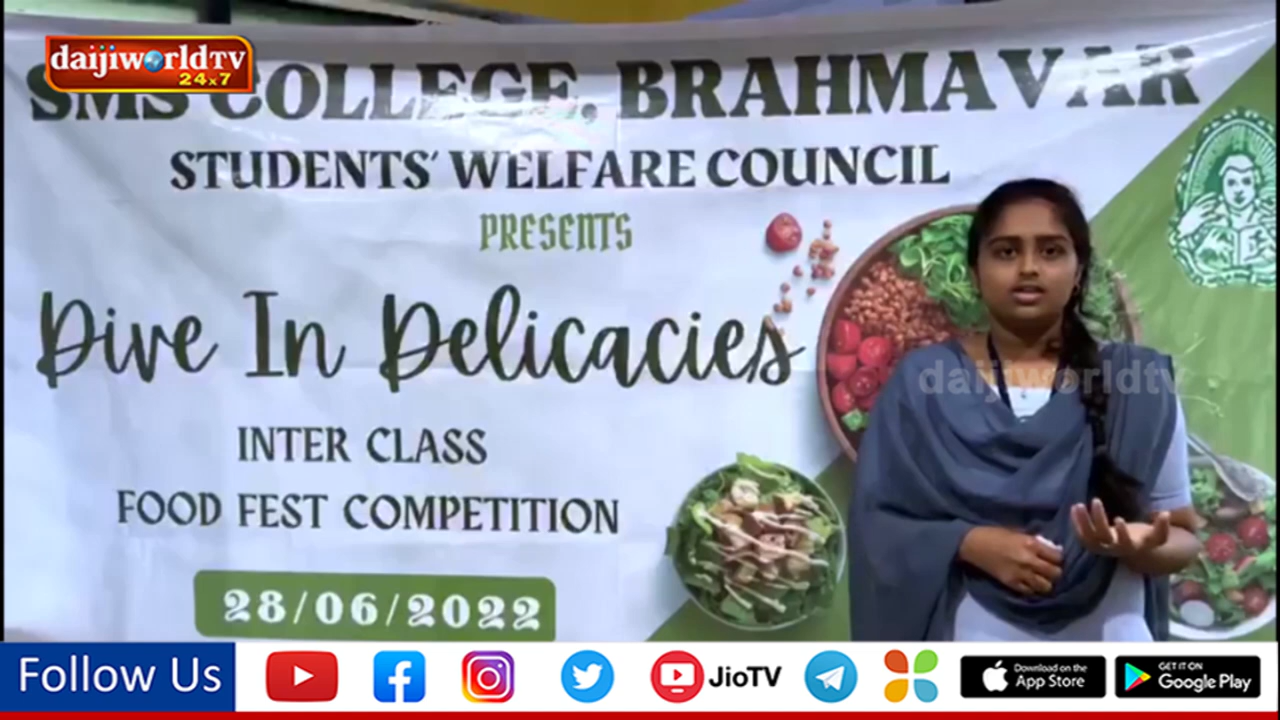 daijiworldTV
24x7
SMS COLLEGE, BRAHMAVAR
STUDENTS' WELFARE COUNCIL
PRESENTS
Dive In Delicacies
INTER CLASS
FOOD FEST COMPETITION
28/06/2022
daijiworldtv
Follow Us
JioTV
Download on the
App Store
GET IT ON
Google Play